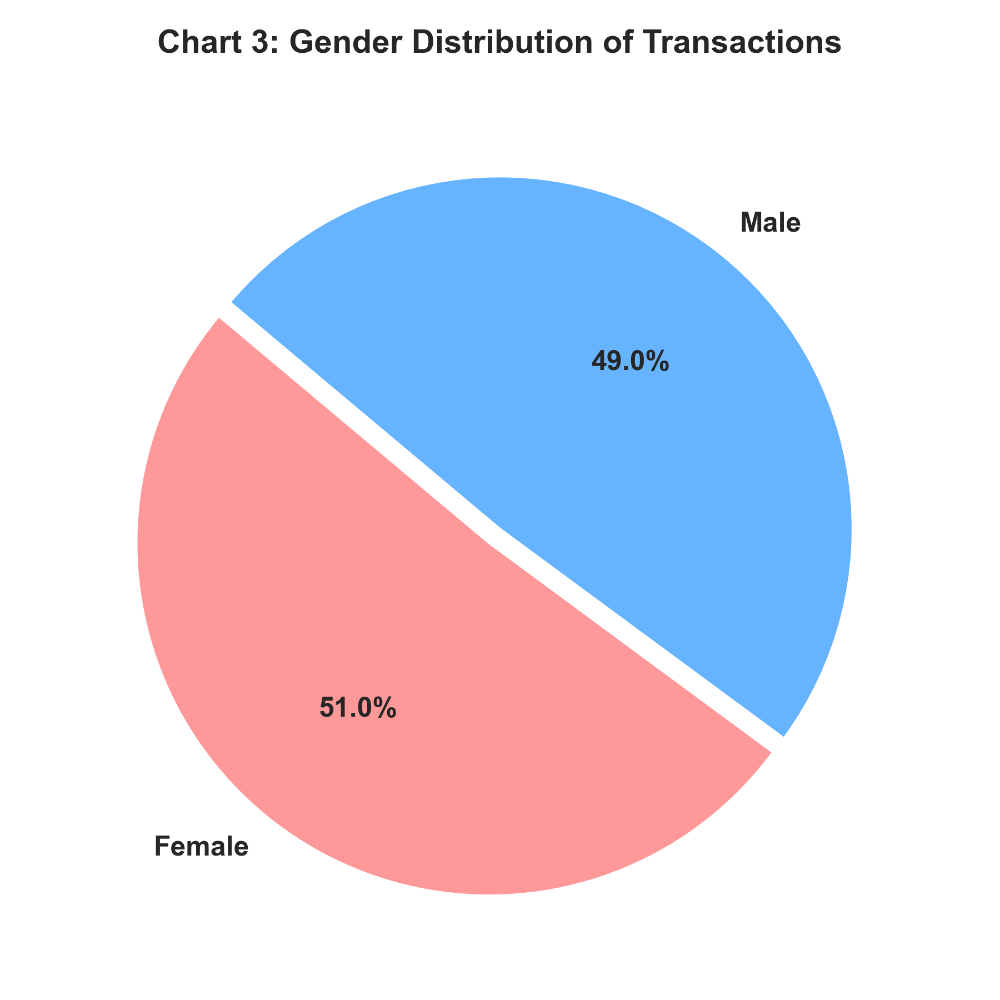 Chart 3: Gender Distribution of Transactions
Male
49.0%
51.0%
Female